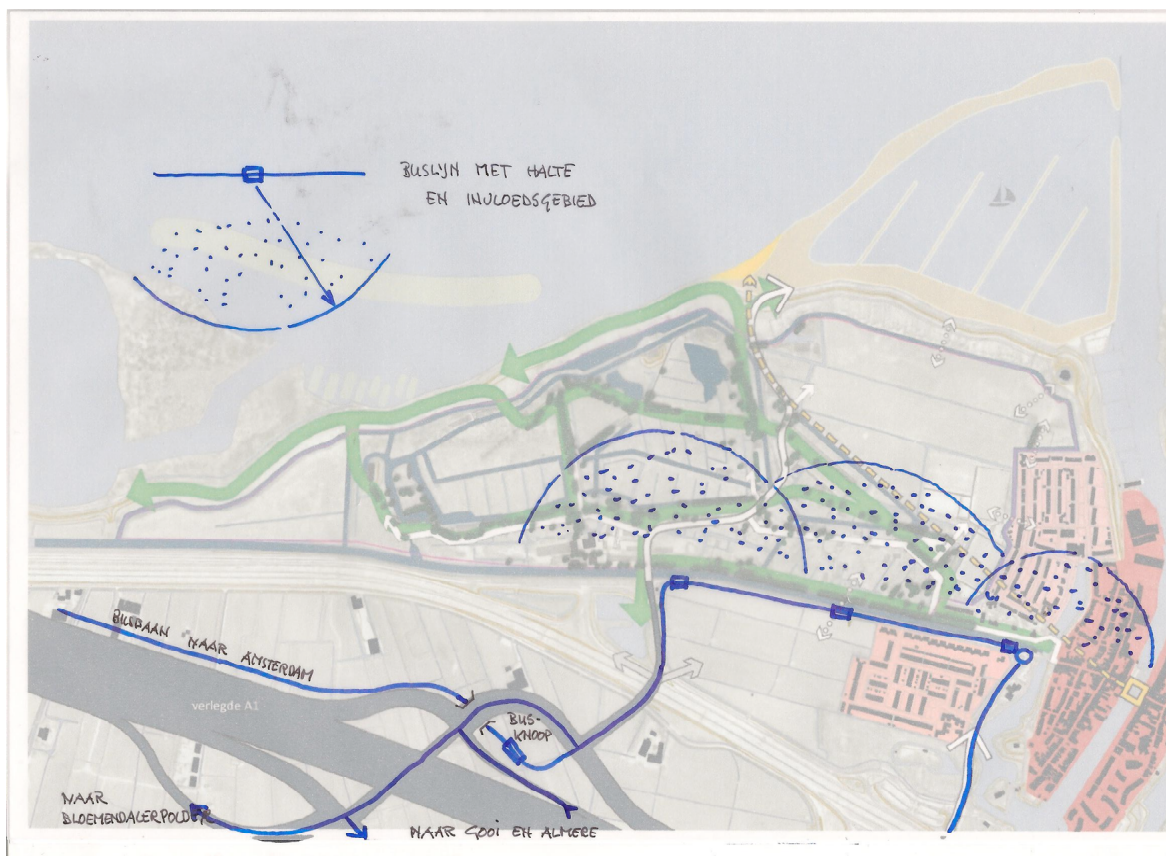 BUSLIJN MET HALTE
EN INVLOEDSGEBIED
BUSBAAN NAAR AMSTERDAM
verlegde A1
BUS-
KNOOP
NAAR
BLOEMENDALERPOLDER
NAAR GOOI EN ALMERE